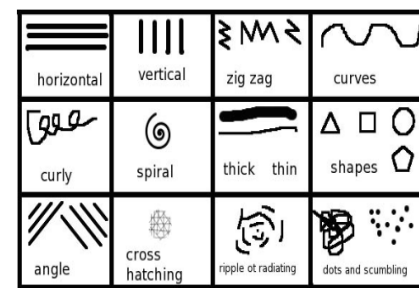 horizontal
vertical
zig zag
curves
curly
spiral
thick thin
shapes
angle
cross
hatching
ripple ot radiating
dots and scumbling